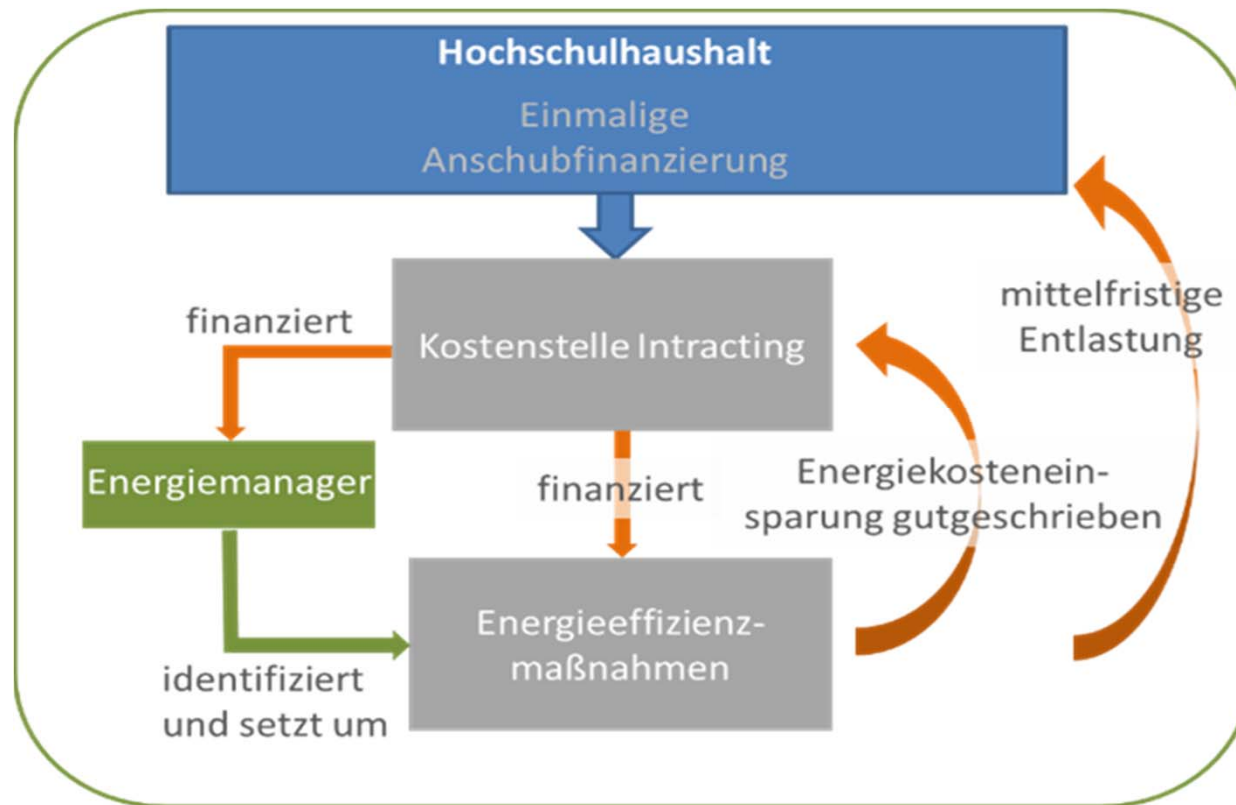 Hochschulhaushalt
Einmalige
Anschubfinanzierung
mittelfristige
Entlastung
finanziert
Kostenstelle Intracting
Energiemanager
finanziert
Energiekostenein-
sparung gutgeschrieben
Energieeffizienz-
maßnahmen
identifiziert
und setzt um